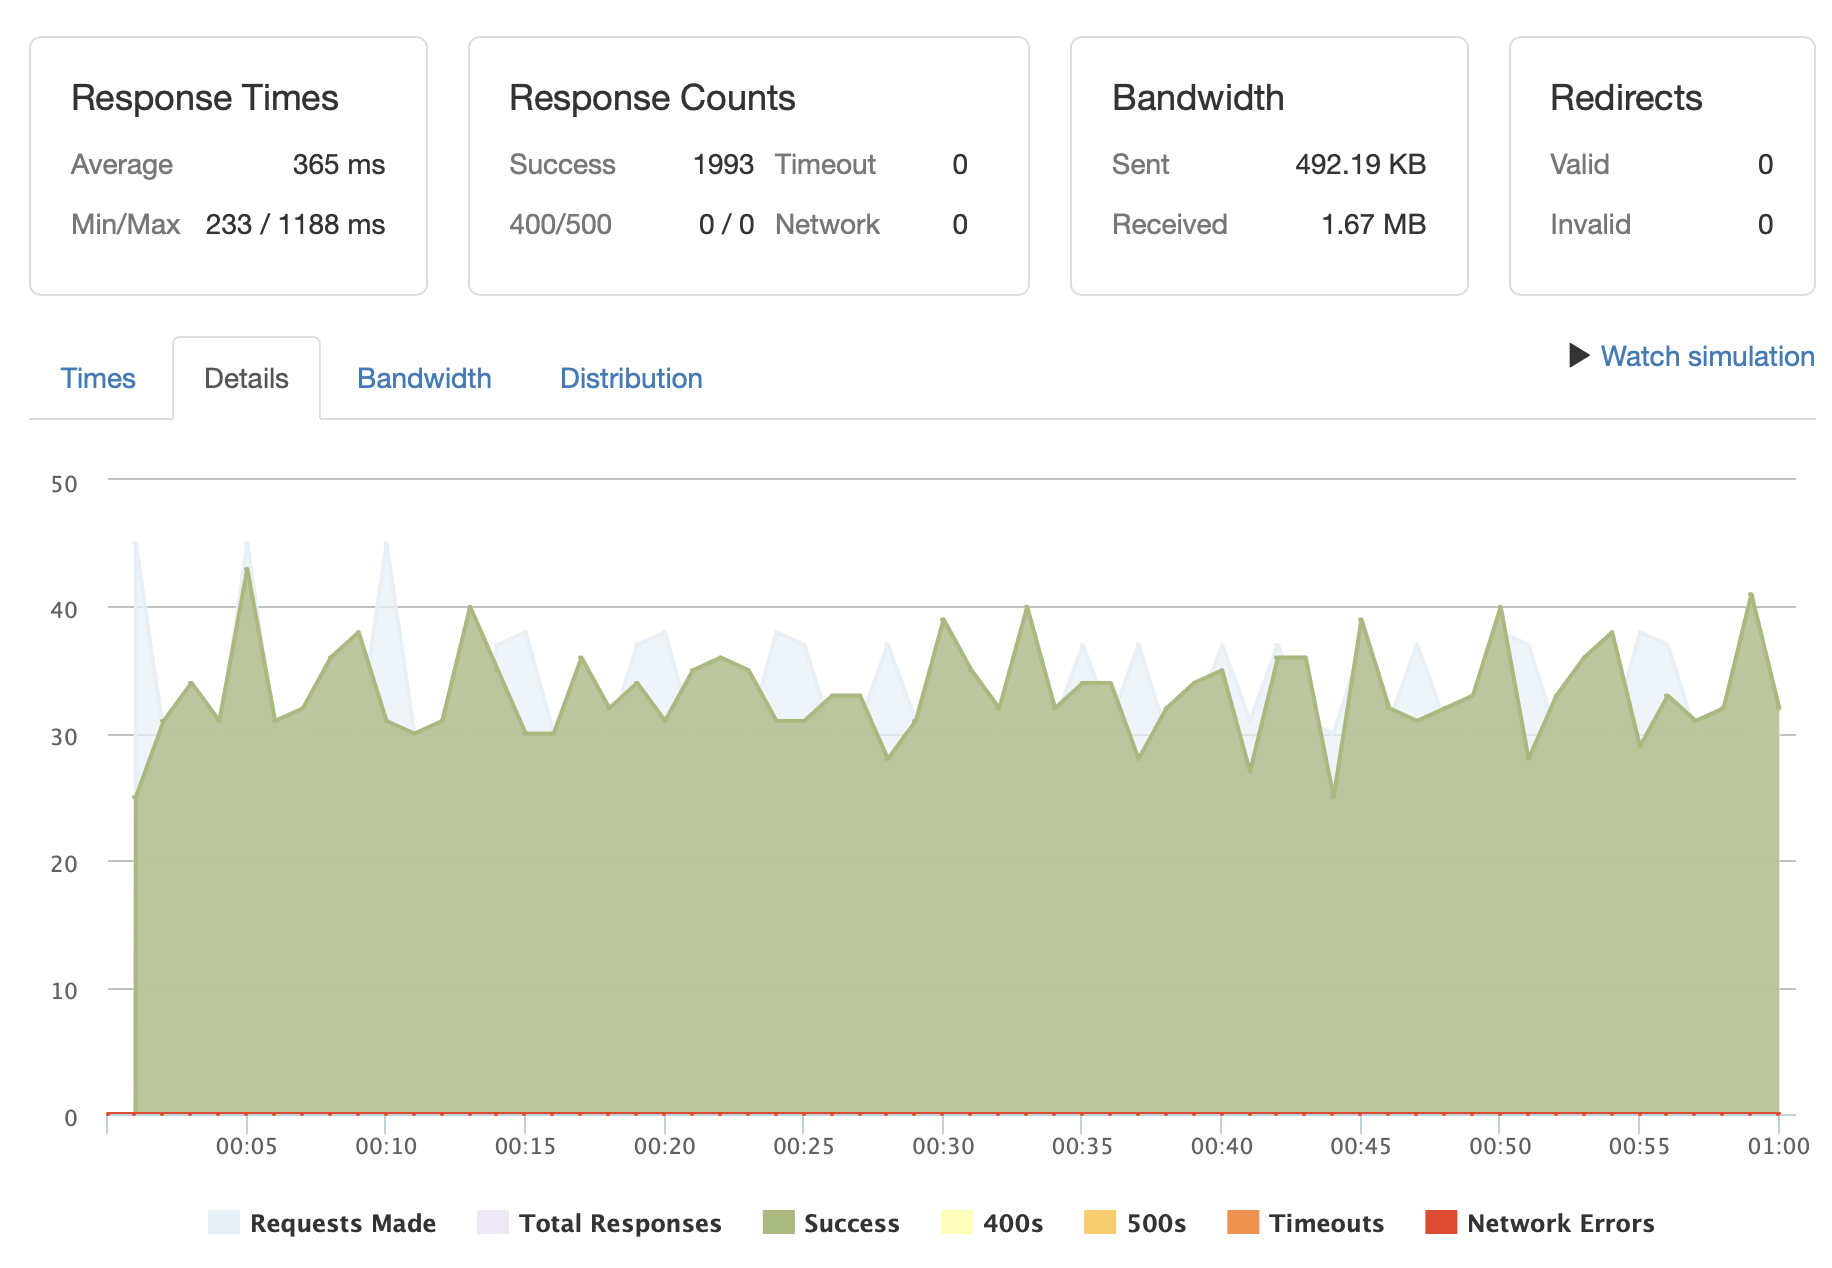 Response Times
Average 365 ms
Min/Max 233 / 1188 ms
Response Counts
Success 1993 Timeout 0
400/500 0 / 0 Network 0
Bandwidth
Sent 492.19 KB
Received 1.67 MB
Redirects
Valid 0
Invalid 0
Watch simulation
Times Details Bandwidth Distribution
50
40
30
20
10
0
00:05 00:10 00:15 00:20 00:25 00:30 00:35 00:40 00:45 00:50 00:55 01:00
Requests Made Total Responses Success 400s 500s Timeouts Network Errors